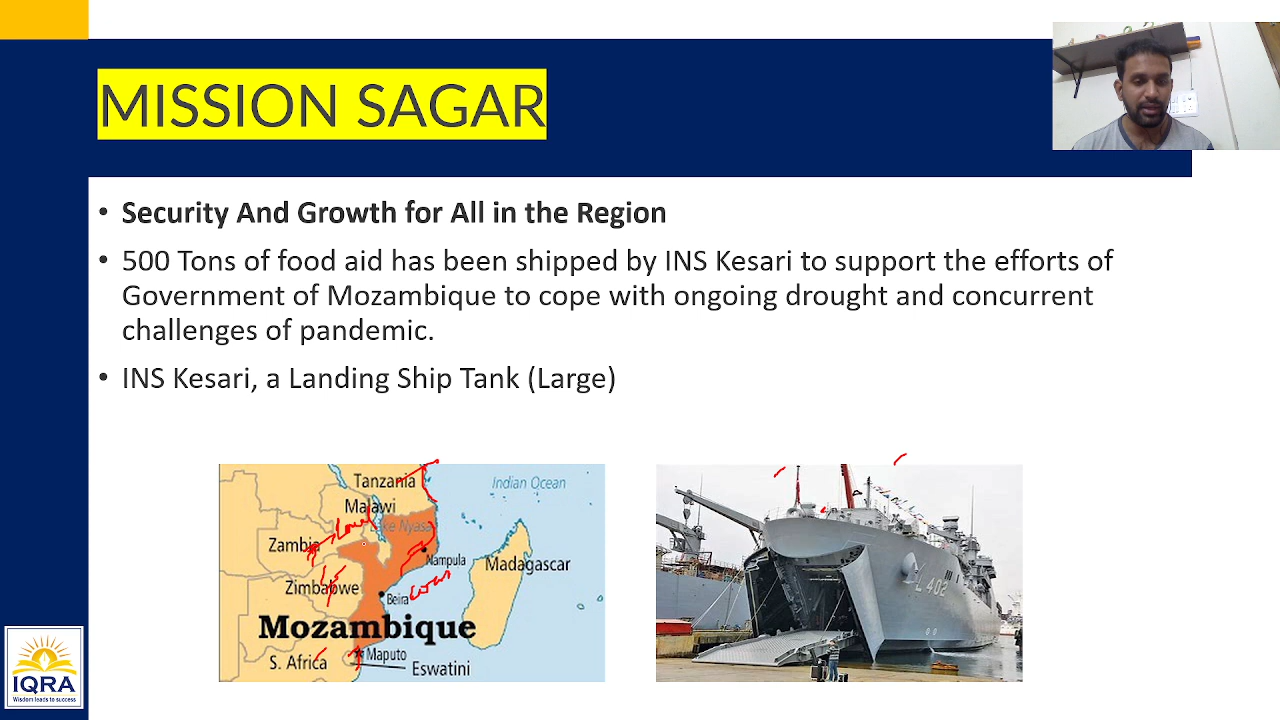 MISSION SAGAR
• Security And Growth for All in the Region
• 500 Tons of food aid has been shipped by INS Kesari to support the efforts of
Government of Mozambique to cope with ongoing drought and concurrent
challenges of pandemic.
• INS Kesari, a Landing Ship Tank (Large)
Tanzania
Indian Ocean
Malawi
Lake Nyasa
Zambia
Nampula
Madagascar
Zimbabwe
Beira
Mozambique
Maputo
S. Africa
Eswatini
L 402
IQRA
Wisdom leads to success